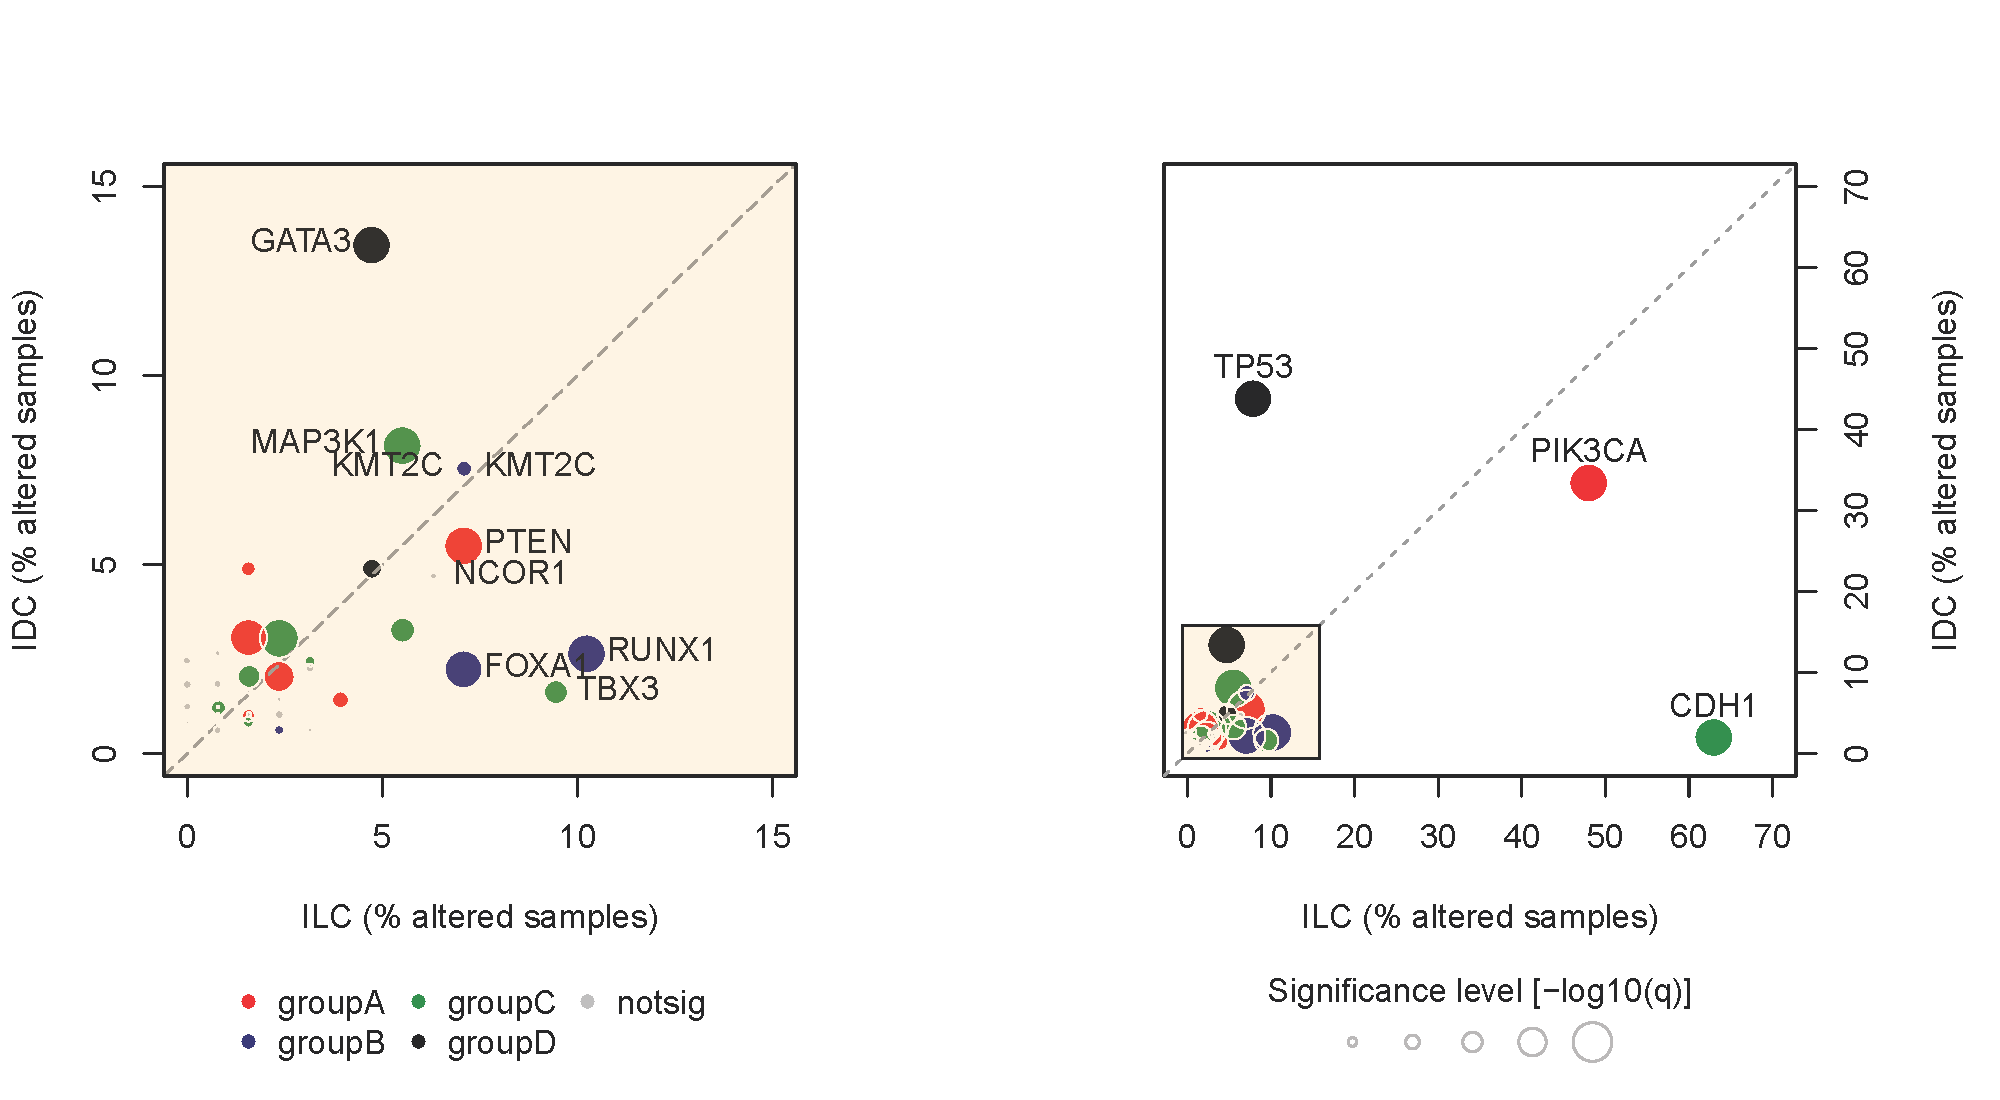 IDC (% altered samples)
15
10
5
0
GATA3
MAP3K1
KMT2C
KMT2C
PTEN
NCOR1
RUNX1
FOXA1
TBX3
0 5 10 15
ILC (% altered samples)
groupA groupC notsig
groupB groupD
TP53
PIK3CA
CDH1
70
60
50
40
30
20
10
0
IDC (% altered samples)
0 10 20 30 40 50 60 70
ILC (% altered samples)
Significance level [−log10(q)]